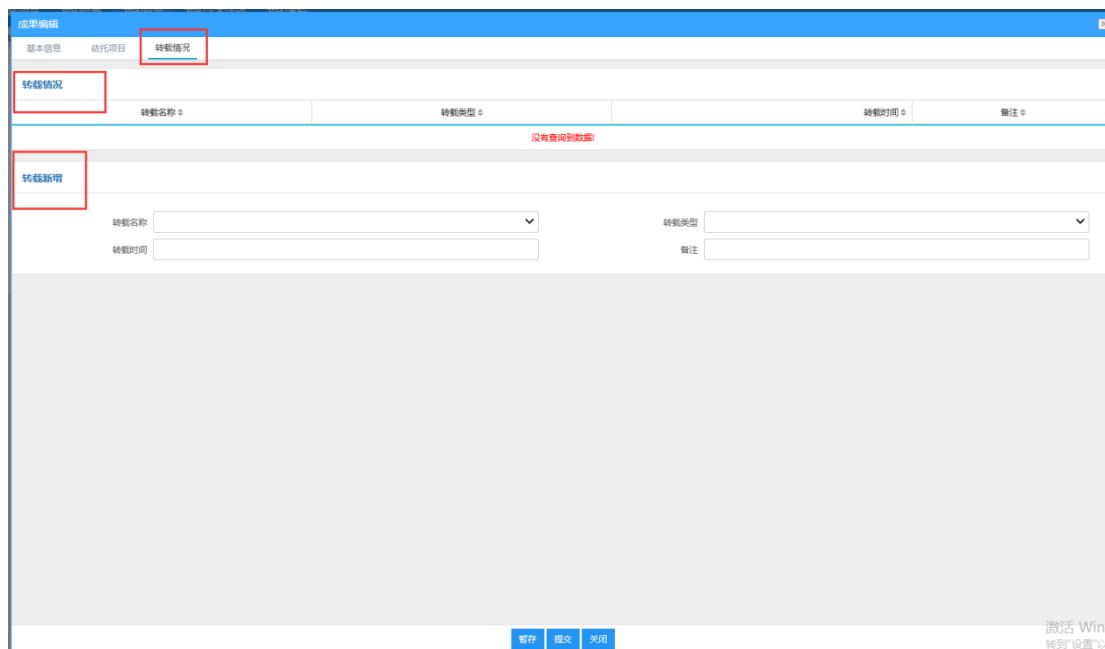 成果编辑
基本信息 依托项目 转载情况
转载情况
转载名称 转载类型 转载时间 备注
没有查询到数据!
转载新增
转载名称 转载类型
转载时间 备注
暂存 提交 关闭
激活 Win
转到"设置"以